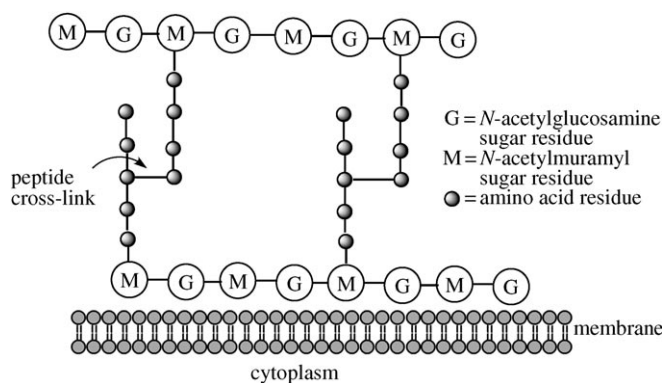 M G M G M G M G
G = N-acetylglucosamine
sugar residue
M = N-acetylmuramyl
sugar residue
= amino acid residue
peptide
cross-link
M G M G M G M G
membrane
cytoplasm